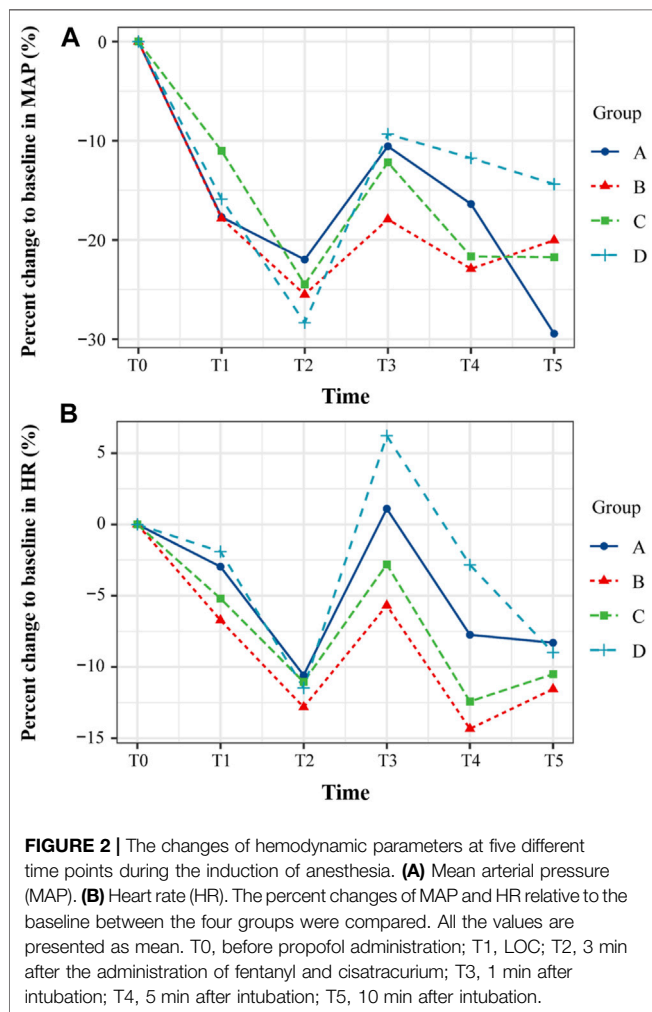 A
Percent change to baseline in MAP (%)
0
−10
−20
−30
T0 T1 T2 T3 T4 T5
Time
Group
A
B
C
D
B
Percent change to baseline in HR (%)
5
0
−5
−10
−15
T0 T1 T2 T3 T4 T5
Time
Group
A
B
C
D
FIGURE 2 | The changes of hemodynamic parameters at five different
time points during the induction of anesthesia. (A) Mean arterial pressure
(MAP). (B) Heart rate (HR). The percent changes of MAP and HR relative to the
baseline between the four groups were compared. All the values are
presented as mean. T0, before propofol administration; T1, LOC; T2, 3 min
after the administration of fentanyl and cisatracurium; T3, 1 min after
intubation; T4, 5 min after intubation; T5, 10 min after intubation.